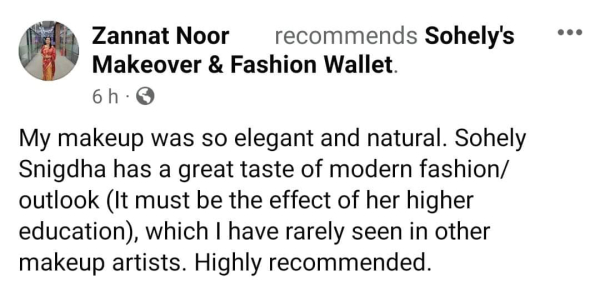 Zannat Noor recommends Sohely's
Makeover & Fashion Wallet.
6 h ·
My makeup was so elegant and natural. Sohely
Snigdha has a great taste of modern fashion/
outlook (It must be the effect of her higher
education), which I have rarely seen in other
makeup artists. Highly recommended.